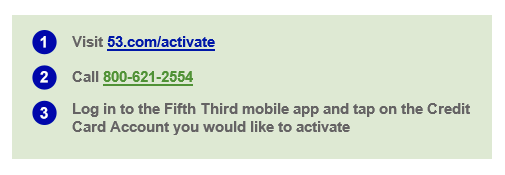 1 Visit 53.com/activate
2 Call 800-621-2554
3 Log in to the Fifth Third mobile app and tap on the Credit
Card Account you would like to activate